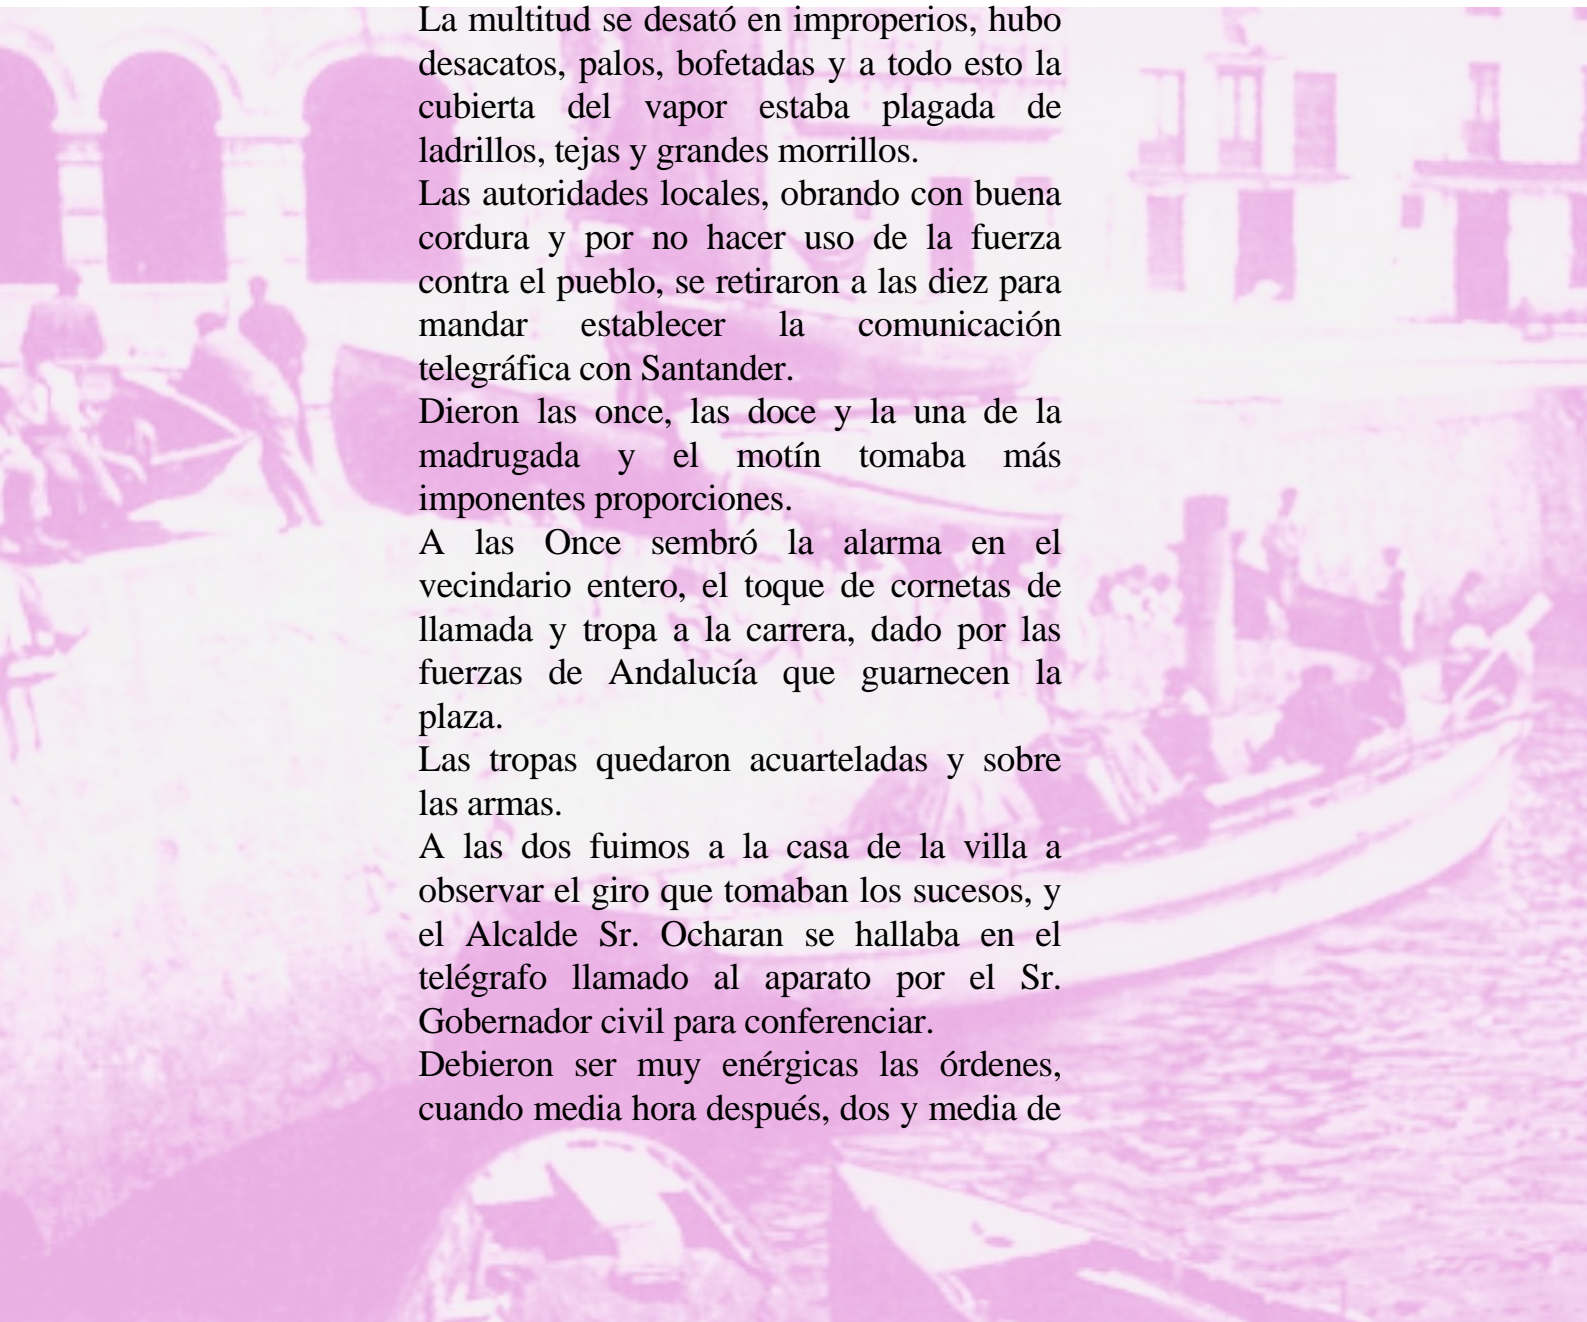 La multitud se desató en improperios, hubo
desacatos, palos, bofetadas y a todo esto la
cubierta del vapor estaba plagada de
ladrillos, tejas y grandes morrillos.
Las autoridades locales, obrando con buena
cordura y por no hacer uso de la fuerza
contra el pueblo, se retiraron a las diez para
mandar establecer la comunicación
telegráfica con Santander.
Dieron las once, las doce y la una de la
madrugada y el motín tomaba más
imponentes proporciones.
A las Once sembró la alarma en el
vecindario entero, el toque de cornetas de
llamada y tropa a la carrera, dado por las
fuerzas de Andalucía que guarnecen la
plaza.
Las tropas quedaron acuarteladas y sobre
las armas.
A las dos fuimos a la casa de la villa a
observar el giro que tomaban los sucesos, y
el Alcalde Sr. Ocharan se hallaba en el
telégrafo llamado al aparato por el Sr.
Gobernador civil para conferenciar.
Debieron ser muy enérgicas las órdenes,
cuando media hora después, dos y media de